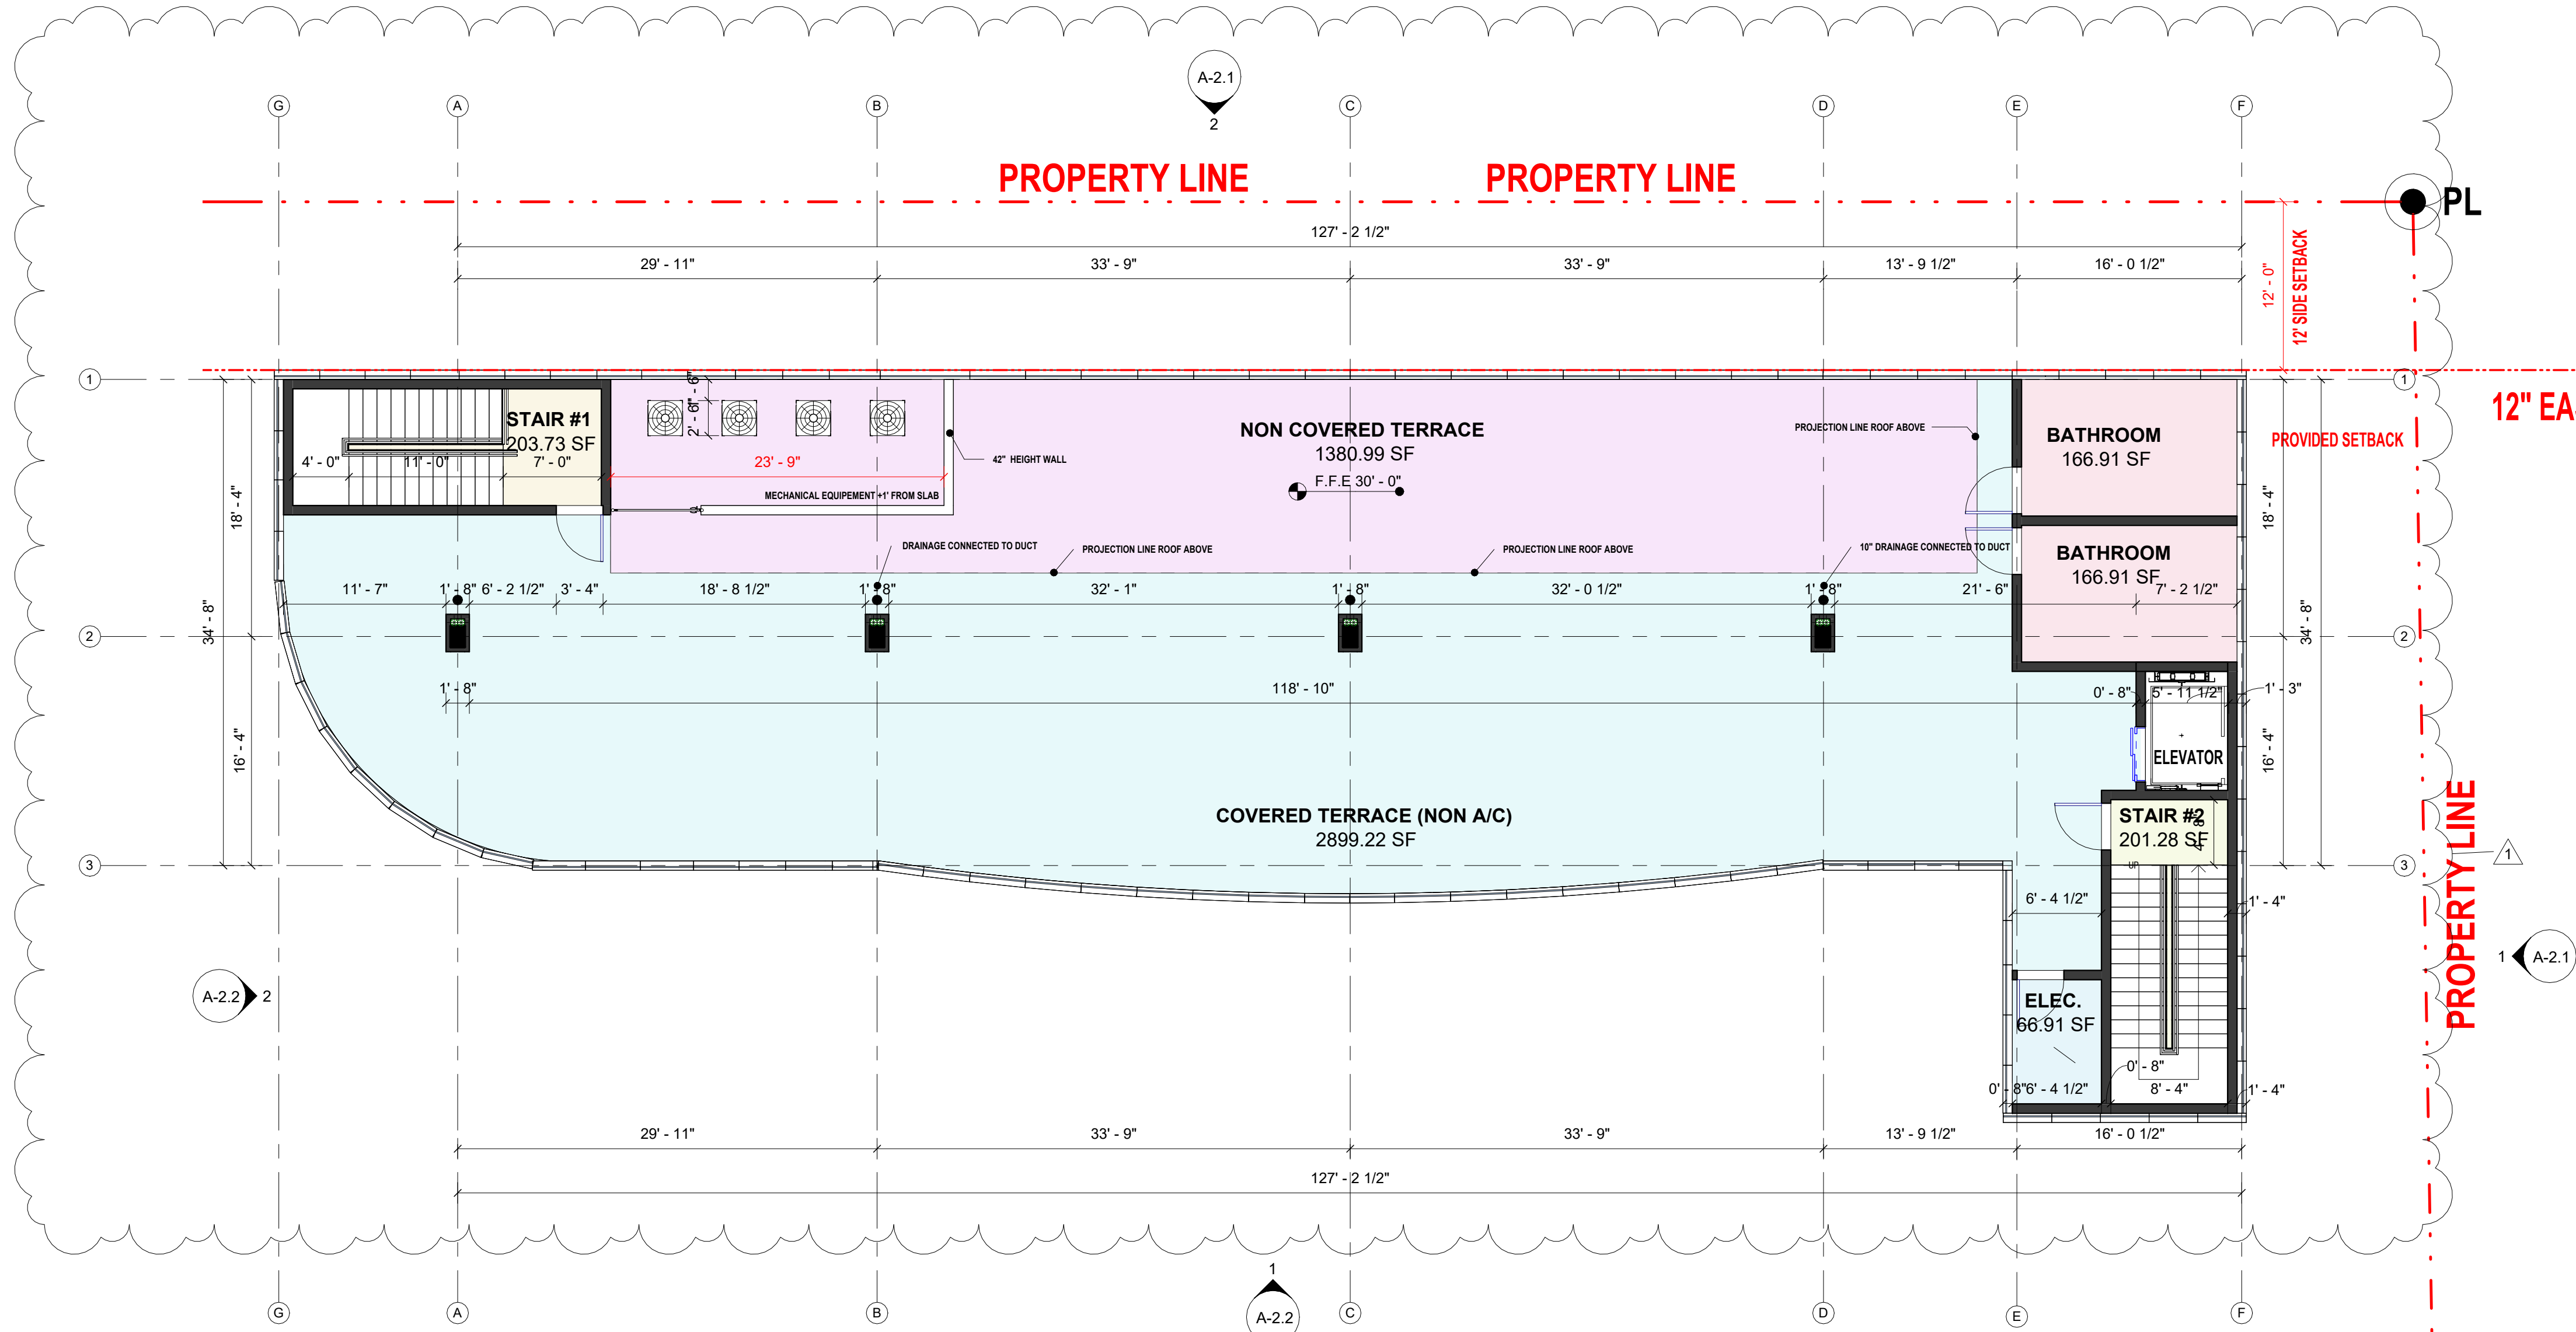 A-2.1
2
G
A
B
C
D
E
F
PROPERTY LINE
PROPERTY LINE
PL
127' - 2 1/2"
29' - 11"
33' - 9"
33' - 9"
13' - 9 1/2"
16' - 0 1/2"
12' - 0"
12' SIDE SETBACK
1
1
12" EA
PROVIDED SETBACK
STAIR #1
203.73 SF
4' - 0"
11' - 0"
7' - 0"
2' - 6"
23' - 9"
MECHANICAL EQUIPEMENT +1' FROM SLAB
42" HEIGHT WALL
NON COVERED TERRACE
1380.99 SF
F.F.E 30' - 0"
PROJECTION LINE ROOF ABOVE
BATHROOM
166.91 SF
18' - 4"
34' - 8"
18' - 4"
34' - 8"
DRAINAGE CONNECTED TO DUCT
PROJECTION LINE ROOF ABOVE
PROJECTION LINE ROOF ABOVE
10" DRAINAGE CONNECTED TO DUCT
BATHROOM
166.91 SF
11' - 7"
1' - 8"
6' - 2 1/2"
3' - 4"
18' - 8 1/2"
1' - 8"
32' - 1"
1' - 8"
32' - 0 1/2"
1' - 8"
21' - 6"
7' - 2 1/2"
2
2
1' - 8"
118' - 10"
0' - 8"
5' - 11 1/2"
1' - 3"
16' - 4"
16' - 4"
ELEVATOR
COVERED TERRACE (NON A/C)
2899.22 SF
STAIR #2
201.28 SF
4' - 8"
UP
3
3
1
PROPERTY LINE
6' - 4 1/2"
1' - 4"
A-2.2
2
1
A-2.1
ELEC.
66.91 SF
0' - 8"
0' - 8"
6' - 4 1/2"
8' - 4"
1' - 4"
29' - 11"
33' - 9"
33' - 9"
13' - 9 1/2"
16' - 0 1/2"
127' - 2 1/2"
1
A-2.2
G
A
B
C
D
E
F